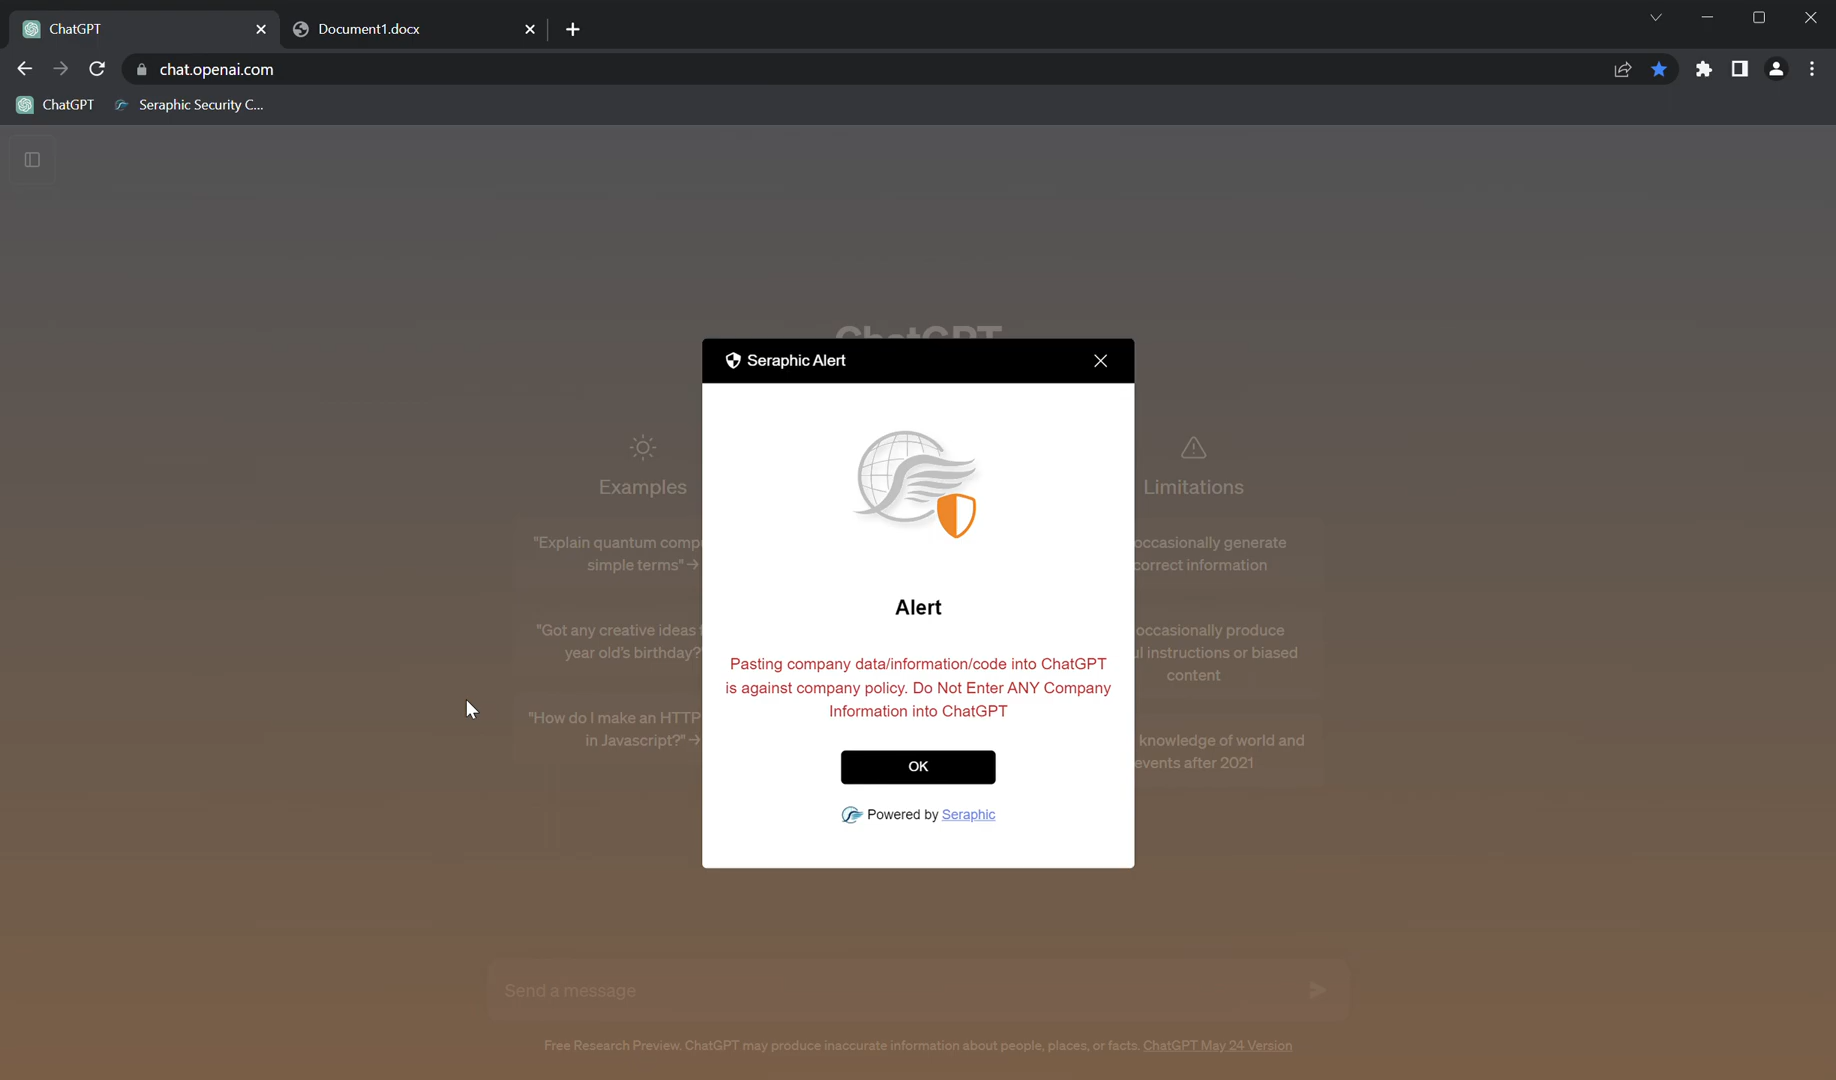 ChatGPT
Document1.docx
chat.openai.com
ChatGPT
Seraphic Security C...
ChatGPT
Seraphic Alert
Examples
Limitations
"Explain quantum comp
simple terms" →
occasionally generate
correct information
Alert
"Got any creative ideas
year old's birthday?
occasionally produce
l instructions or biased
content
Pasting company data/information/code into ChatGPT
is against company policy. Do Not Enter ANY Company
Information into ChatGPT
"How do I make an HTTP
in Javascript?" →
knowledge of world and
events after 2021
OK
Powered by Seraphic
Send a message
Free Research Preview. ChatGPT may produce inaccurate information about people, places, or facts. ChatGPT May 24 Version